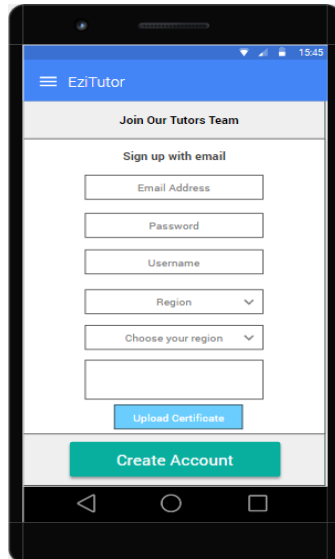 15:45
EziTutor
Join Our Tutors Team
Sign up with email
Email Address
Password
Username
Region
Choose your region
Upload Certificate
Create Account